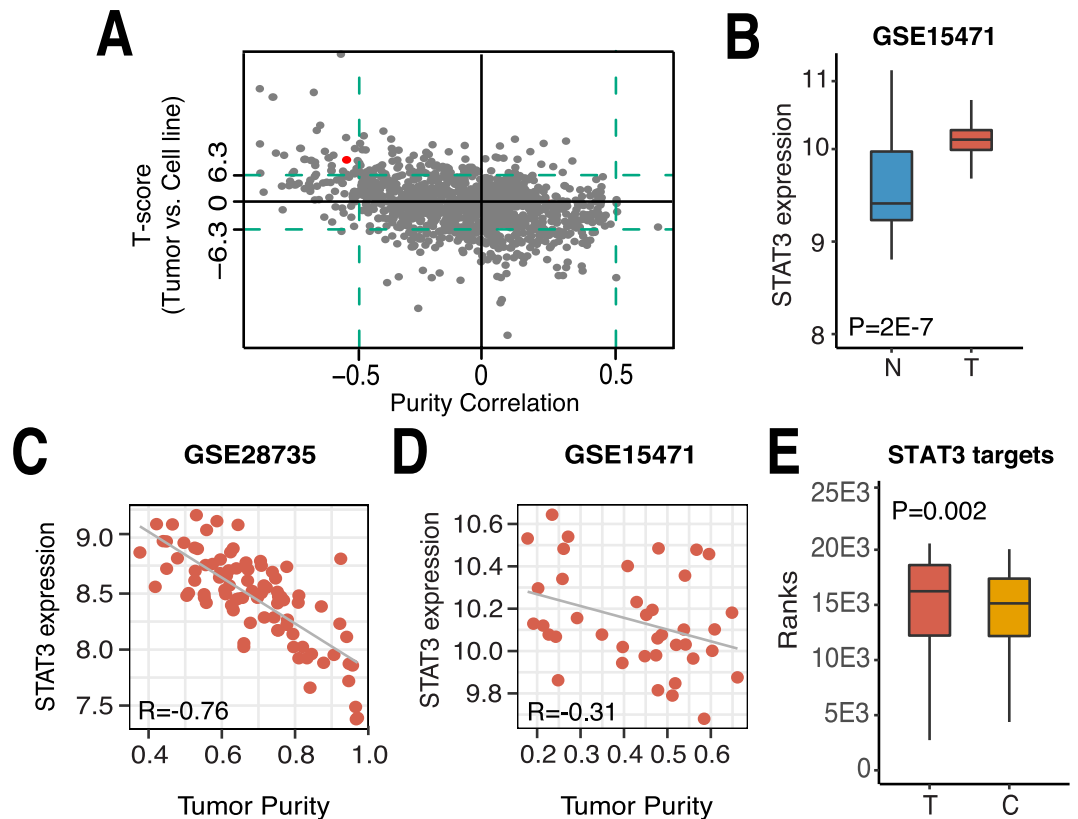 A
T-score
(Tumor vs. Cell line)
6.3
0
−6.3
−0.5
0
0.5
Purity Correlation
B
GSE15471
STAT3 expression
11
10
9
8
P=2E-7
N
T
C
GSE28735
STAT3 expression
9.0
8.5
8.0
7.5
R=-0.76
0.4
0.6
0.8
1.0
Tumor Purity
D
GSE15471
STAT3 expression
10.6
10.4
10.2
10.0
9.8
R=-0.31
0.2
0.3
0.4
0.5
0.6
Tumor Purity
E
STAT3 targets
Ranks
25E3
20E3
15E3
10E3
5E3
0
P=0.002
T
C